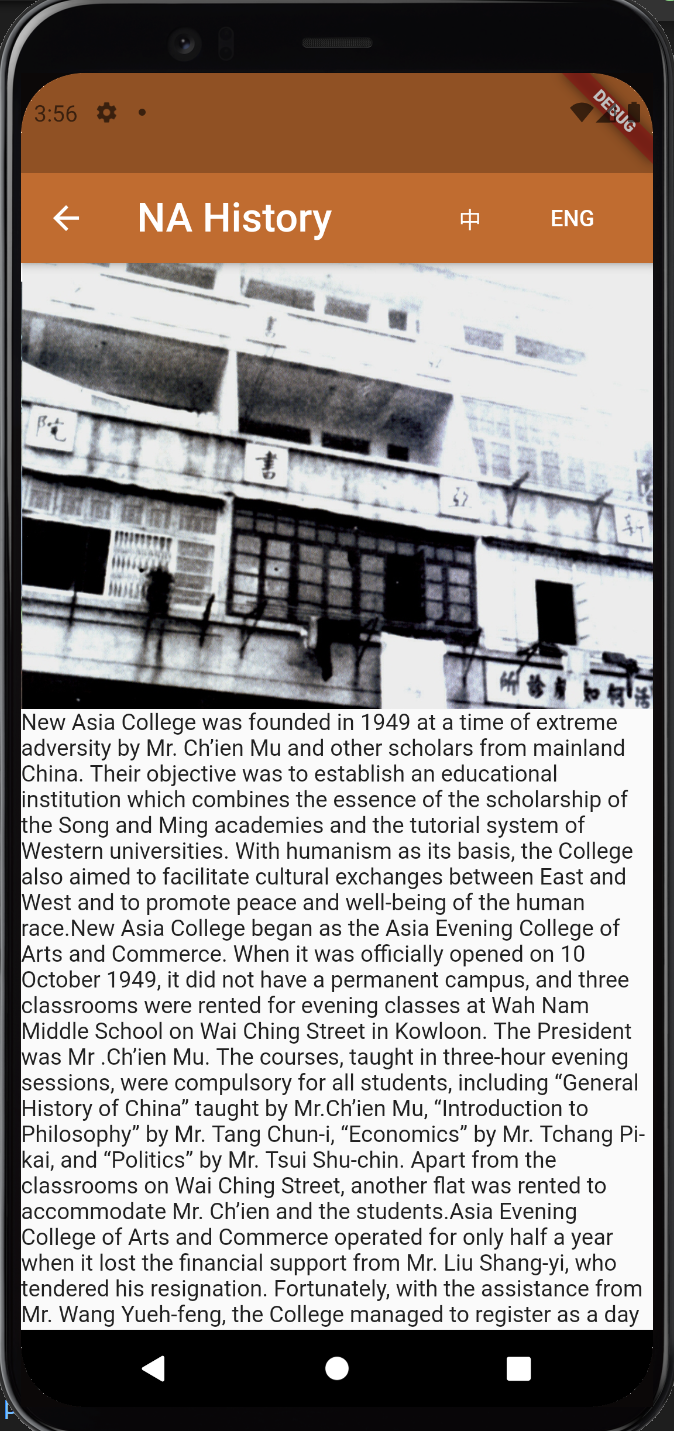 3:56
DEBUG
NA History 中 ENG
書
院 書 亞 新
所診
New Asia College was founded in 1949 at a time of extreme
adversity by Mr. Ch’ien Mu and other scholars from mainland
China. Their objective was to establish an educational
institution which combines the essence of the scholarship of
the Song and Ming academies and the tutorial system of
Western universities. With humanism as its basis, the College
also aimed to facilitate cultural exchanges between East and
West and to promote peace and well-being of the human
race.New Asia College began as the Asia Evening College of
Arts and Commerce. When it was officially opened on 10
October 1949, it did not have a permanent campus, and three
classrooms were rented for evening classes at Wah Nam
Middle School on Wai Ching Street in Kowloon. The President
was Mr .Ch’ien Mu. The courses, taught in three-hour evening
sessions, were compulsory for all students, including “General
History of China” taught by Mr.Ch’ien Mu, “Introduction to
Philosophy” by Mr. Tang Chun-i, “Economics” by Mr. Tchang Pi-
kai, and “Politics” by Mr. Tsui Shu-chin. Apart from the
classrooms on Wai Ching Street, another flat was rented to
accommodate Mr. Ch’ien and the students.Asia Evening
College of Arts and Commerce operated for only half a year
when it lost the financial support from Mr. Liu Shang-yi, who
tendered his resignation. Fortunately, with the assistance from
Mr. Wang Yueh-feng, the College managed to register as a day